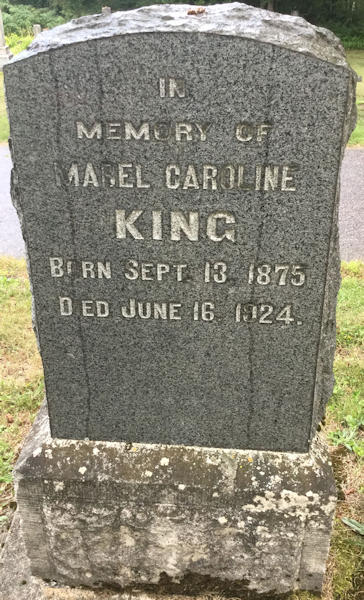 IN
MEMORY OF
MABEL CAROLINE
KING
BORN SEPT. 13 1875
DIED JUNE 16 1924.